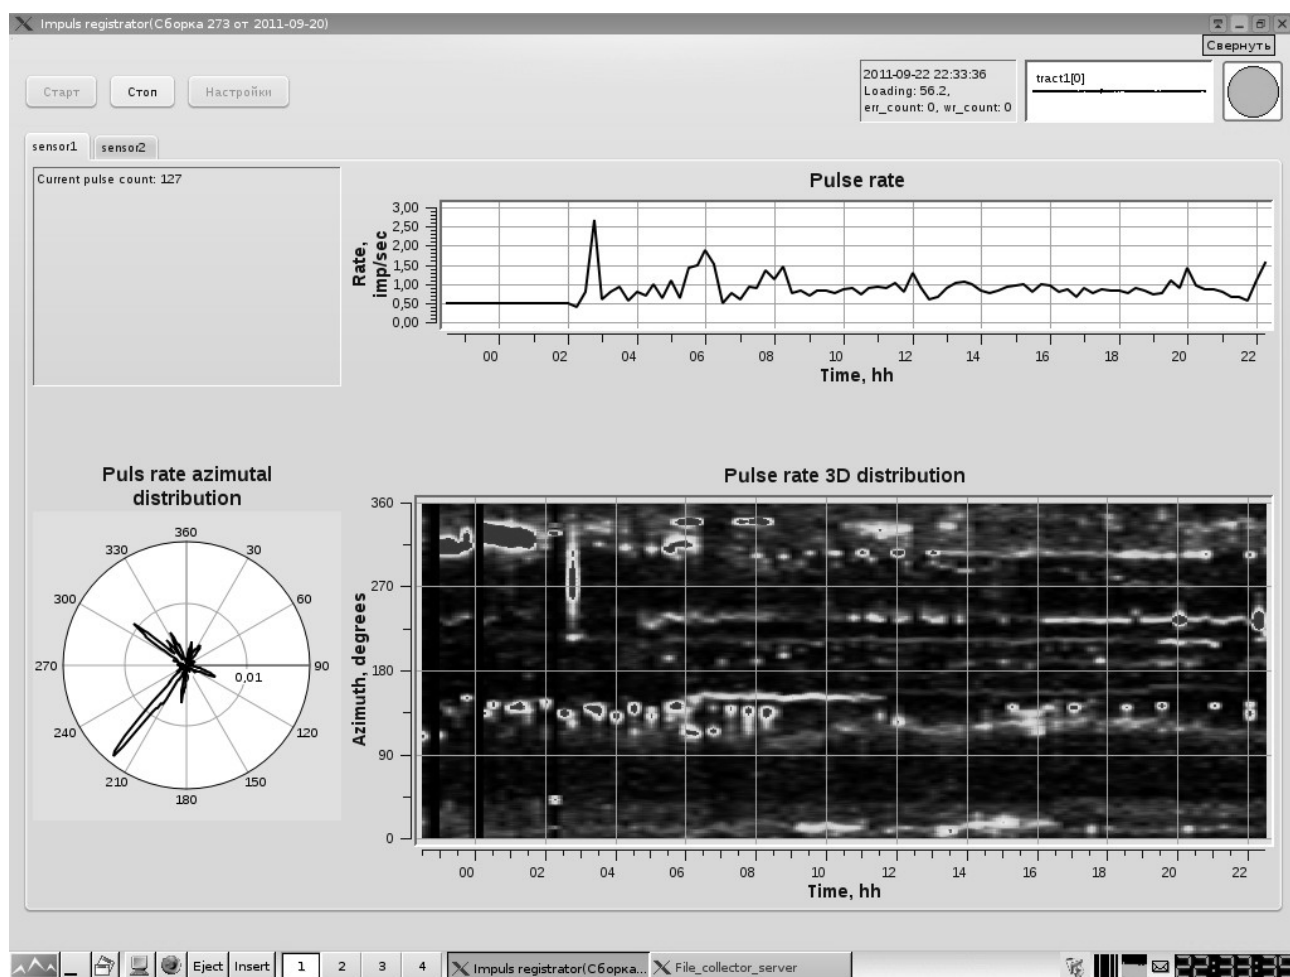 Impuls registrator(Сборка 273 от 2011-09-20)
Свернуть
Старт
Стоп
Настройки
2011-09-22 22:33:36
Loading: 56.2,
err_count: 0, wr_count: 0
tract1[0]
sensor1
sensor2
Current pulse count: 127
Pulse rate
Rate,
imp/sec
3,00
2,50
2,00
1,50
1,00
0,50
0,00
00 02 04 06 08 10 12 14 16 18 20 22
Time, hh
Puls rate azimutal
distribution
360
30
60
90
120
150
180
210
240
270
300
330
0,01
Pulse rate 3D distribution
Azimuth, degrees
360
270
180
90
0
00 02 04 06 08 10 12 14 16 18 20 22
Time, hh
Eject Insert 1 2 3 4 Impuls registrator(Сборка... File_collector_server